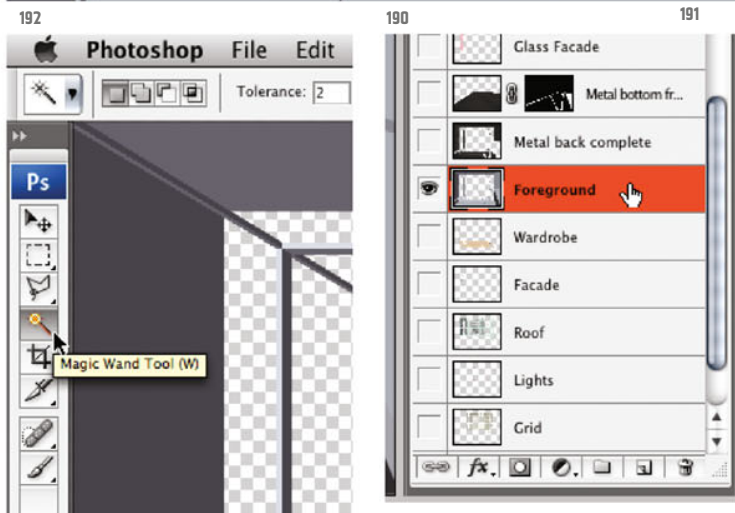 192
190
191
Photoshop File Edit
Tolerance: 2
Ps
Magic Wand Tool (W)
Glass Facade
Metal bottom fr...
Metal back complete
Foreground
Wardrobe
Facade
Roof
Lights
Grid
fx.